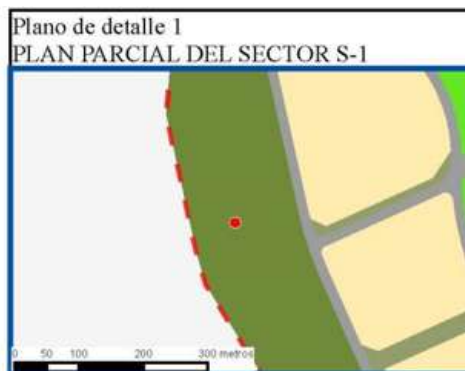 Plano de detalle 1
PLAN PARCIAL DEL SECTOR S-1
0 50 100 200 300 metros